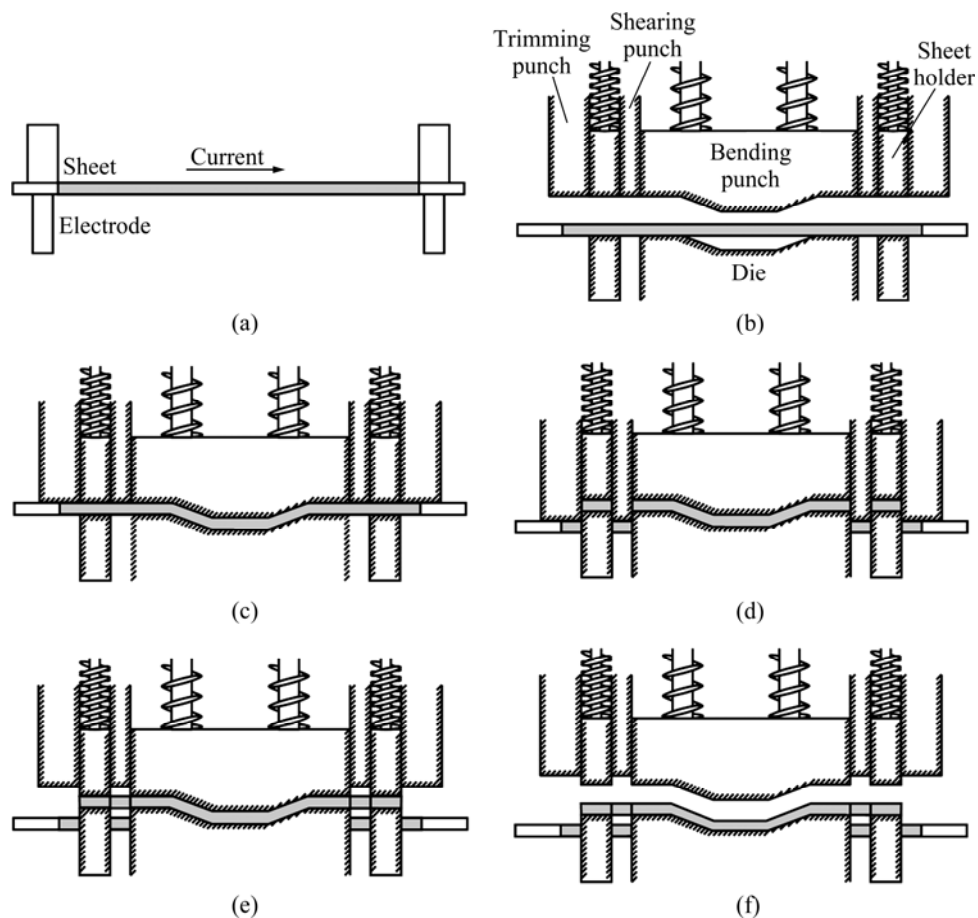 Sheet
Current
Electrode
(a)
Trimming
punch
Shearing
punch
Sheet
holder
Bending
punch
Die
(b)
(c)
(d)
(e)
(f)